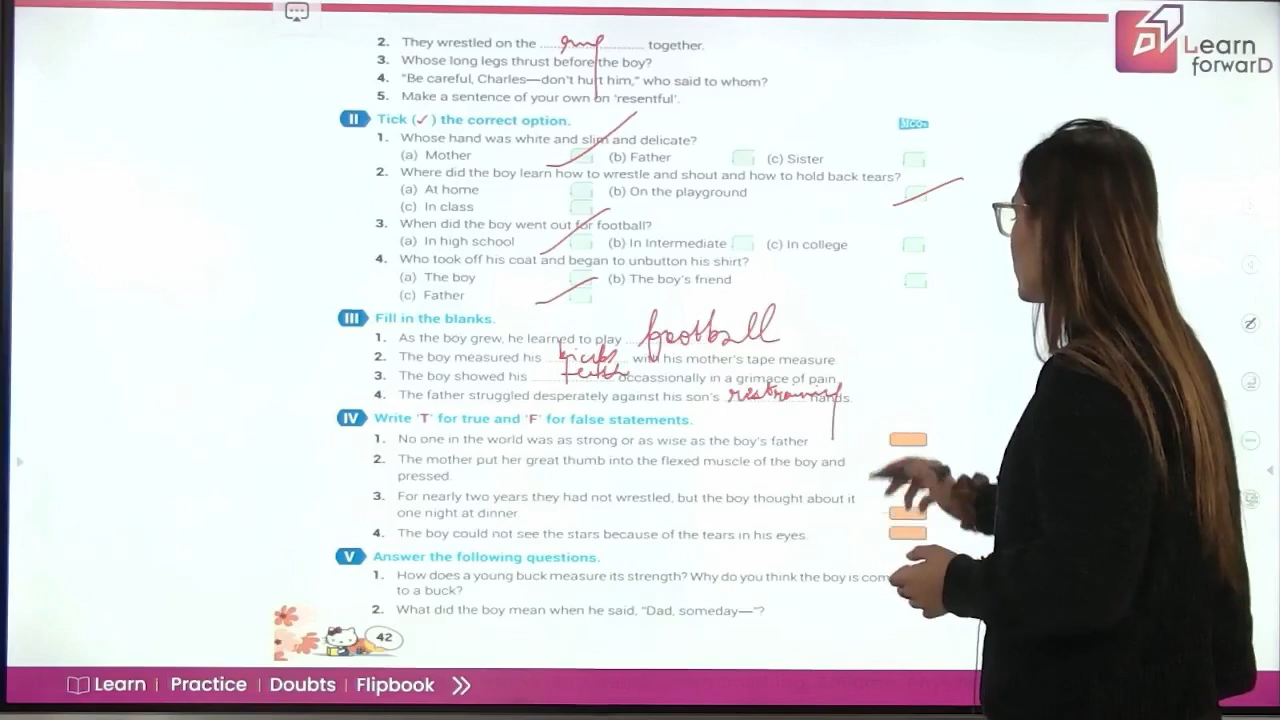 Learn
forwarD
2. They wrestled on the ........ rug ........ together.
3. Whose long legs thrust before the boy?
4. "Be careful, Charles—don't hurt him," who said to whom?
5. Make a sentence of your own on 'resentful'.
II Tick (✓) the correct option. MCQs
1. Whose hand was white and slim and delicate?
(a) Mother (b) Father (c) Sister
2. Where did the boy learn how to wrestle and shout and how to hold back tears?
(a) At home (b) On the playground
(c) In class
3. When did the boy went out for football?
(a) In high school (b) In Intermediate (c) In college
4. Who took off his coat and began to unbutton his shirt?
(a) The boy (b) The boy's friend
(c) Father
III Fill in the blanks.
1. As the boy grew, he learned to play .... football
2. The boy measured his biceps with his mother's tape measure
3. The boy showed his teeth occassionally in a grimace of pain
4. The father struggled desperately against his son's restraining hands.
IV Write 'T' for true and 'F' for false statements.
1. No one in the world was as strong or as wise as the boy's father
2. The mother put her great thumb into the flexed muscle of the boy and
pressed.
3. For nearly two years they had not wrestled, but the boy thought about it
one night at dinner
4. The boy could not see the stars because of the tears in his eyes.
V Answer the following questions.
1. How does a young buck measure its strength? Why do you think the boy is com
to a buck?
2. What did the boy mean when he said, "Dad, someday—"?
42
Learn | Practice | Doubts | Flipbook